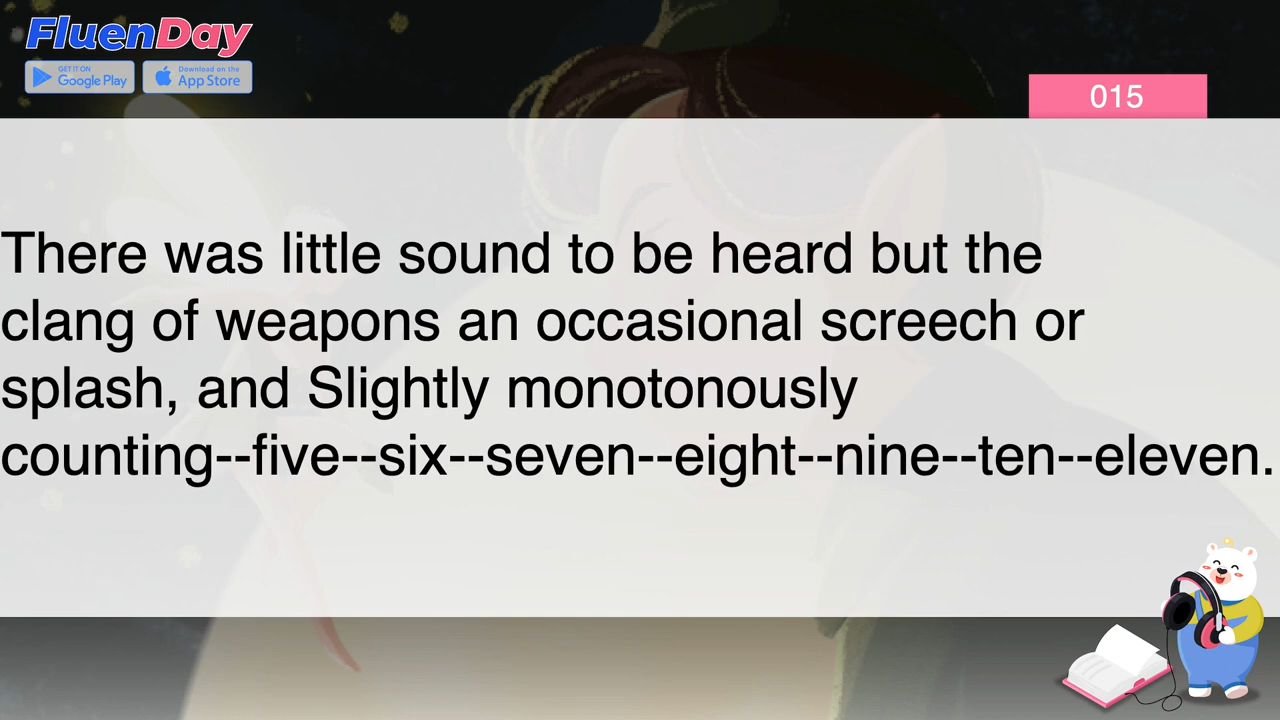 FluenDay
GET IT ON
Google Play
Download on the
App Store
015
There was little sound to be heard but the
clang of weapons an occasional screech or
splash, and Slightly monotonously
counting--five--six--seven--eight--nine--ten--eleven.